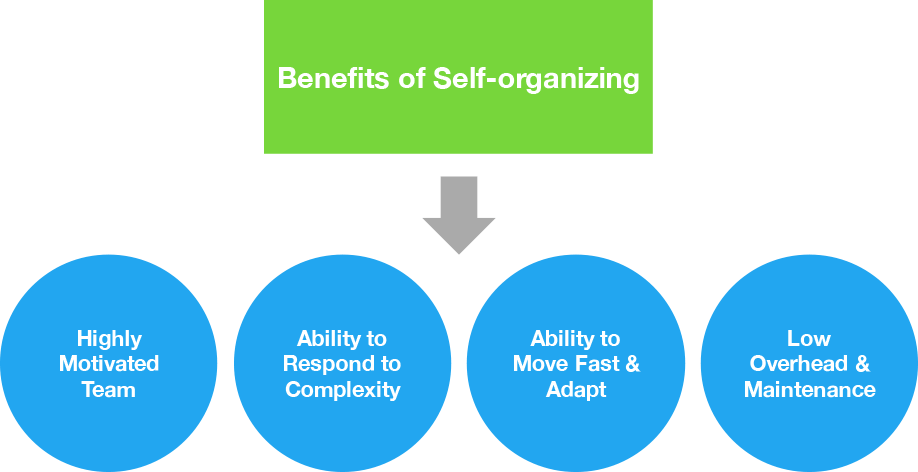 Benefits of Self-organizing
Highly
Motivated
Team
Ability to
Respond to
Complexity
Ability to
Move Fast &
Adapt
Low
Overhead &
Maintenance